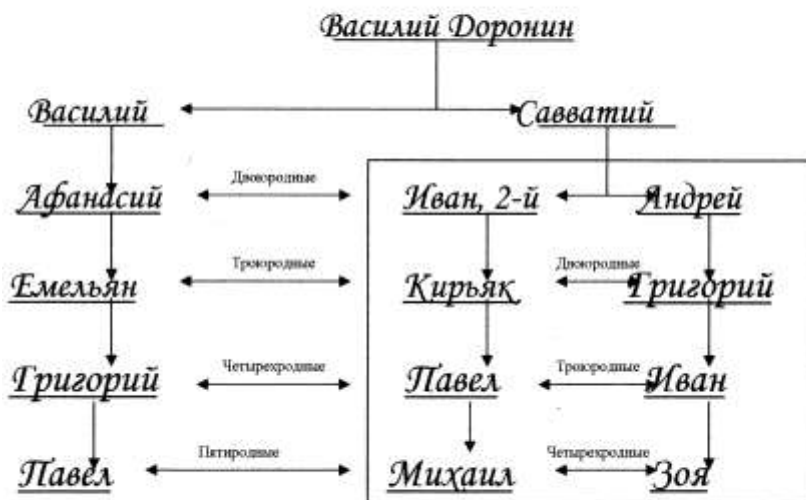 Василий Доронин
Василий Савватий
Афанасий Двоюродные Иван, 2-й Андрей
Емельян Троюродные Кирьяк Двоюродные Григорий
Григорий Четырехродные Павел Троюродные Иван
Павел Пятиродные Михаил Четырехродные Зоя